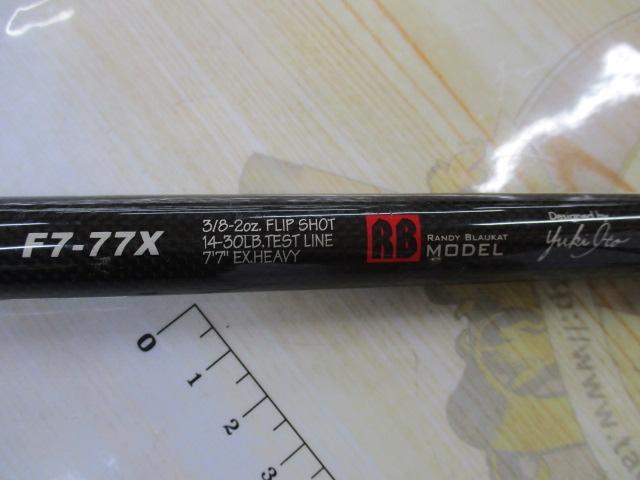 F7-77X
3/8-2oz. FLIP SHOT
14-30LB.TEST LINE
7'7" EX.HEAVY
RB
RANDY BLAUKAT
MODEL
Designed by
Yuki Ito
0
1
2
3